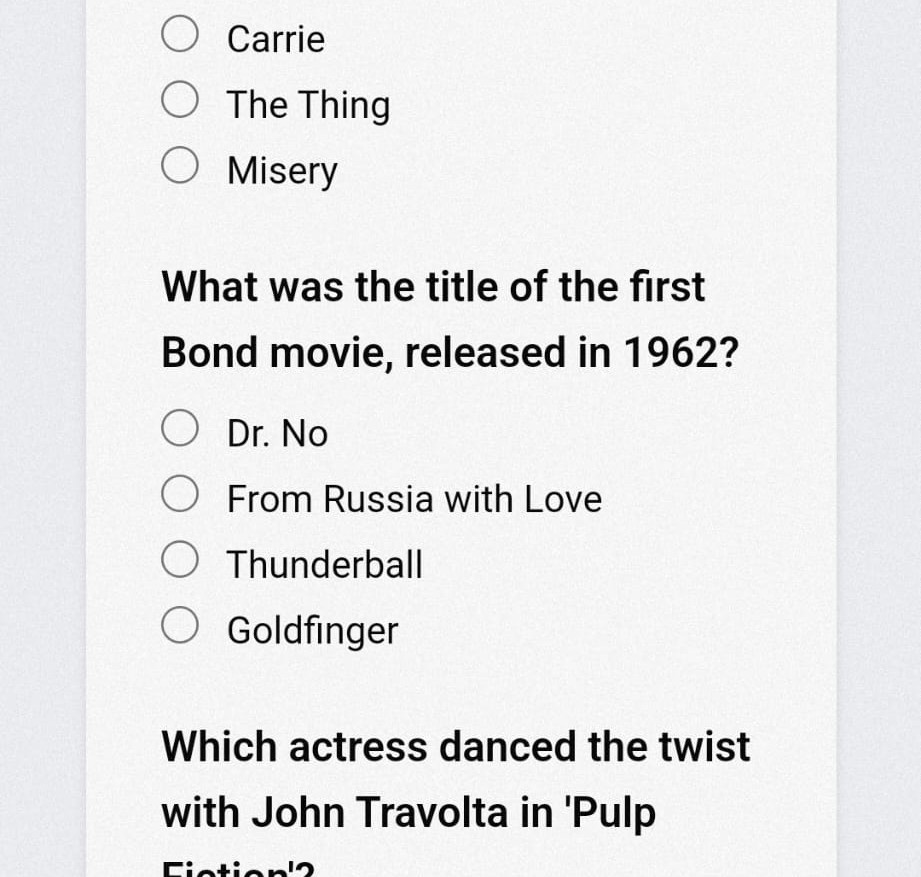 Carrie
The Thing
Misery
What was the title of the first
Bond movie, released in 1962?
Dr. No
From Russia with Love
Thunderball
Goldfinger
Which actress danced the twist
with John Travolta in 'Pulp
Fiction'?